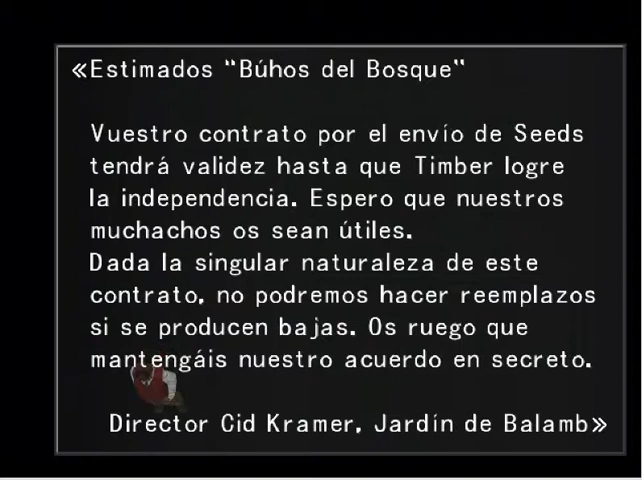 «Estimados "Búhos del Bosque"
Vuestro contrato por el envío de Seeds
tendrá validez hasta que Timber logre
la independencia. Espero que nuestros
muchachos os sean útiles.
Dada la singular naturaleza de este
contrato, no podremos hacer reemplazos
si se producen bajas. Os ruego que
mantengáis nuestro acuerdo en secreto.
Director Cid Kramer, Jardín de Balamb»